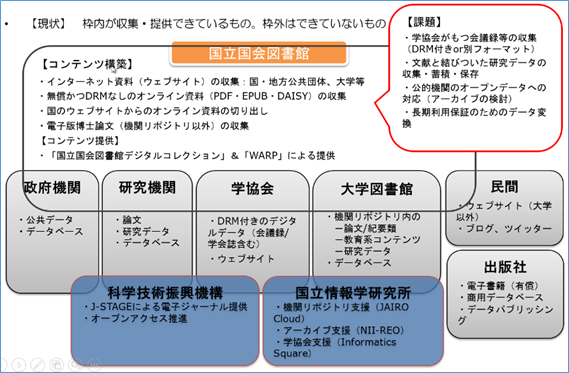 • 【現状】 枠内が収集・提供できているもの。枠外はできていないもの
国立国会図書館
【コンテンツ構築】
・インターネット資料（ウェブサイト）の収集：国・地方公共団体、大学等
・無償かつDRMなしのオンライン資料（PDF・EPUB・DAISY）の収集
・国のウェブサイトからのオンライン資料の切り出し
・電子版博士論文（機関リポジトリ以外）の収集
【コンテンツ提供】
・「国立国会図書館デジタルコレクション」＆「WARP」による提供
【課題】
・学協会がもつ会議録等の収集
（DRM付きor別フォーマット）
・文献と結びついた研究データの
収集・蓄積・保存
・公的機関のオープンデータへの
対応（アーカイブの検討）
・長期利用保証のためのデータ変
換
政府機関
・公共データ
・データベース
研究機関
・論文
・研究データ
・データベース
学協会
・DRM付きのデジタ
ルデータ（会議録/
学会誌含む）
・ウェブサイト
大学図書館
・機関リポジトリ内の
－論文/紀要類
－教育系コンテンツ
－研究データ
・データベース
民間
・ウェブサイト（大学
以外）
・ブログ、ツイッター
出版社
・電子書籍（有償）
・商用データベース
・データパブリッシン
グ
科学技術振興機構
・J-STAGEによる電子ジャーナル提供
・オープンアクセス推進
国立情報学研究所
・機関リポジトリ支援（JAIRO
Cloud）
・アーカイブ支援（NII-REO）
・学協会支援（Informatics
Square）